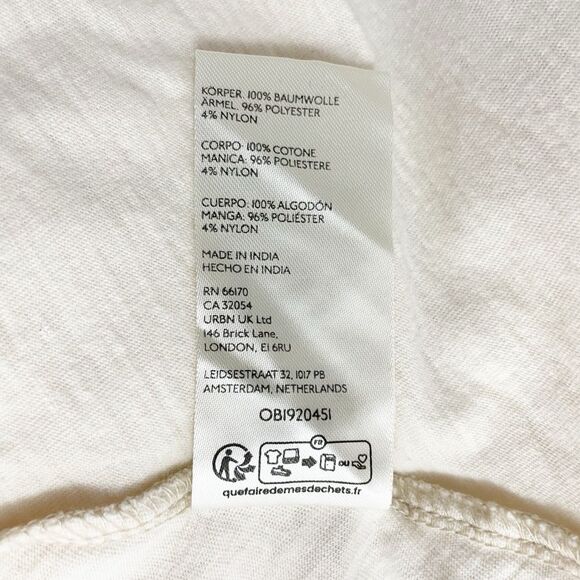 KÖRPER: 100% BAUMWOLLE
ÄRMEL: 96% POLYESTER
4% NYLON
CORPO: 100% COTONE
MANICA: 96% POLIESTERE
4% NYLON
CUERPO: 100% ALGODÓN
MANGA: 96% POLIÉSTER
4% NYLON
MADE IN INDIA
HECHO EN INDIA
RN 66170
CA 32054
URBN UK Ltd
146 Brick Lane,
LONDON, E1 6RU
LEIDSESTRAAT 32, 1017 PB
AMSTERDAM, NETHERLANDS
OB1920451
FR
OU
quefairedemesdechets.fr